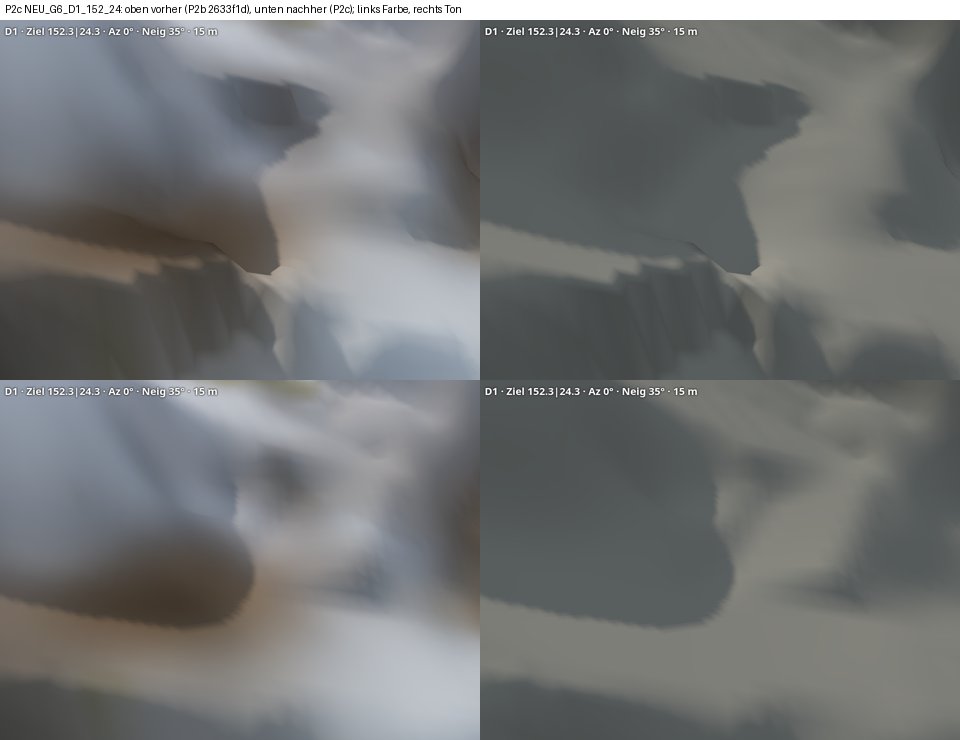 P2c NEU_G6_D1_152_24: oben vorher (P2b 2633f1d), unten nachher (P2c); links Farbe, rechts Ton
D1 · Ziel 152.3|24.3 · Az 0° · Neig 35° · 15 m
D1 · Ziel 152.3|24.3 · Az 0° · Neig 35° · 15 m
D1 · Ziel 152.3|24.3 · Az 0° · Neig 35° · 15 m
D1 · Ziel 152.3|24.3 · Az 0° · Neig 35° · 15 m